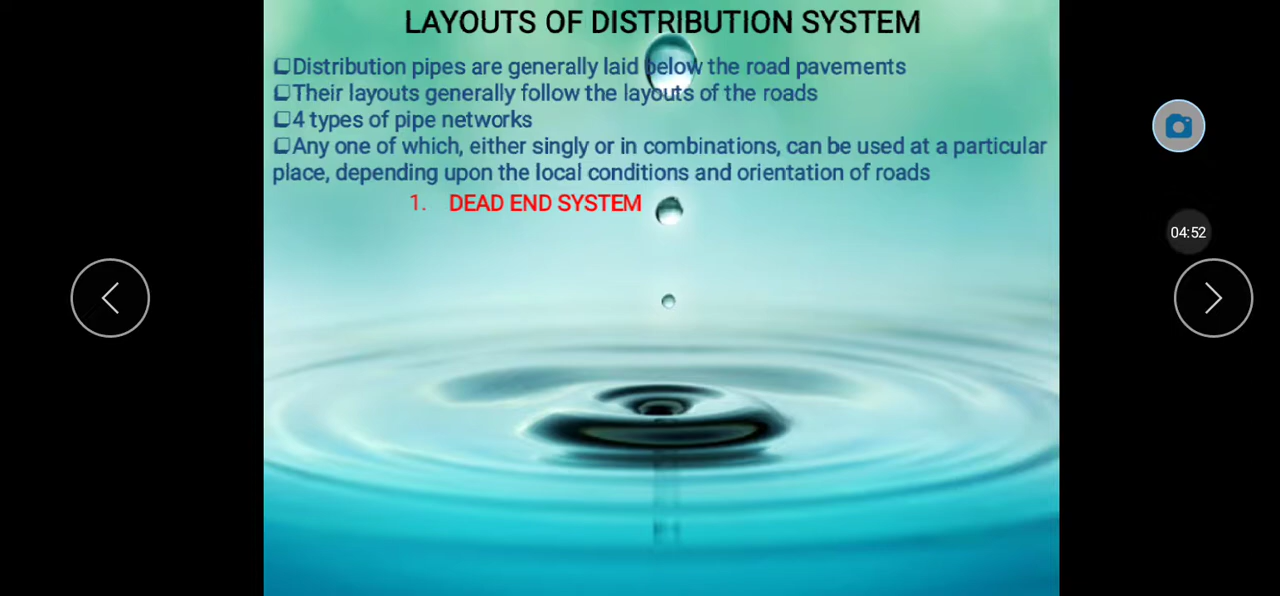 LAYOUTS OF DISTRIBUTION SYSTEM
❑Distribution pipes are generally laid below the road pavements
❑Their layouts generally follow the layouts of the roads
❑4 types of pipe networks
❑Any one of which, either singly or in combinations, can be used at a particular
place, depending upon the local conditions and orientation of roads
1. DEAD END SYSTEM
04:52